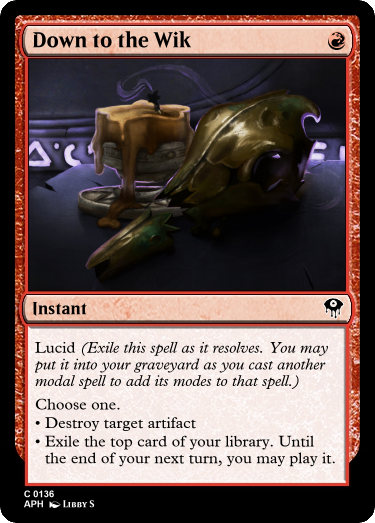 Down to the Wik
Instant
Lucid (Exile this spell as it resolves. You may
put it into your graveyard as you cast another
modal spell to add its modes to that spell.)
Choose one.
• Destroy target artifact
• Exile the top card of your library. Until
the end of your next turn, you may play it.
C 0136
APH Libby S